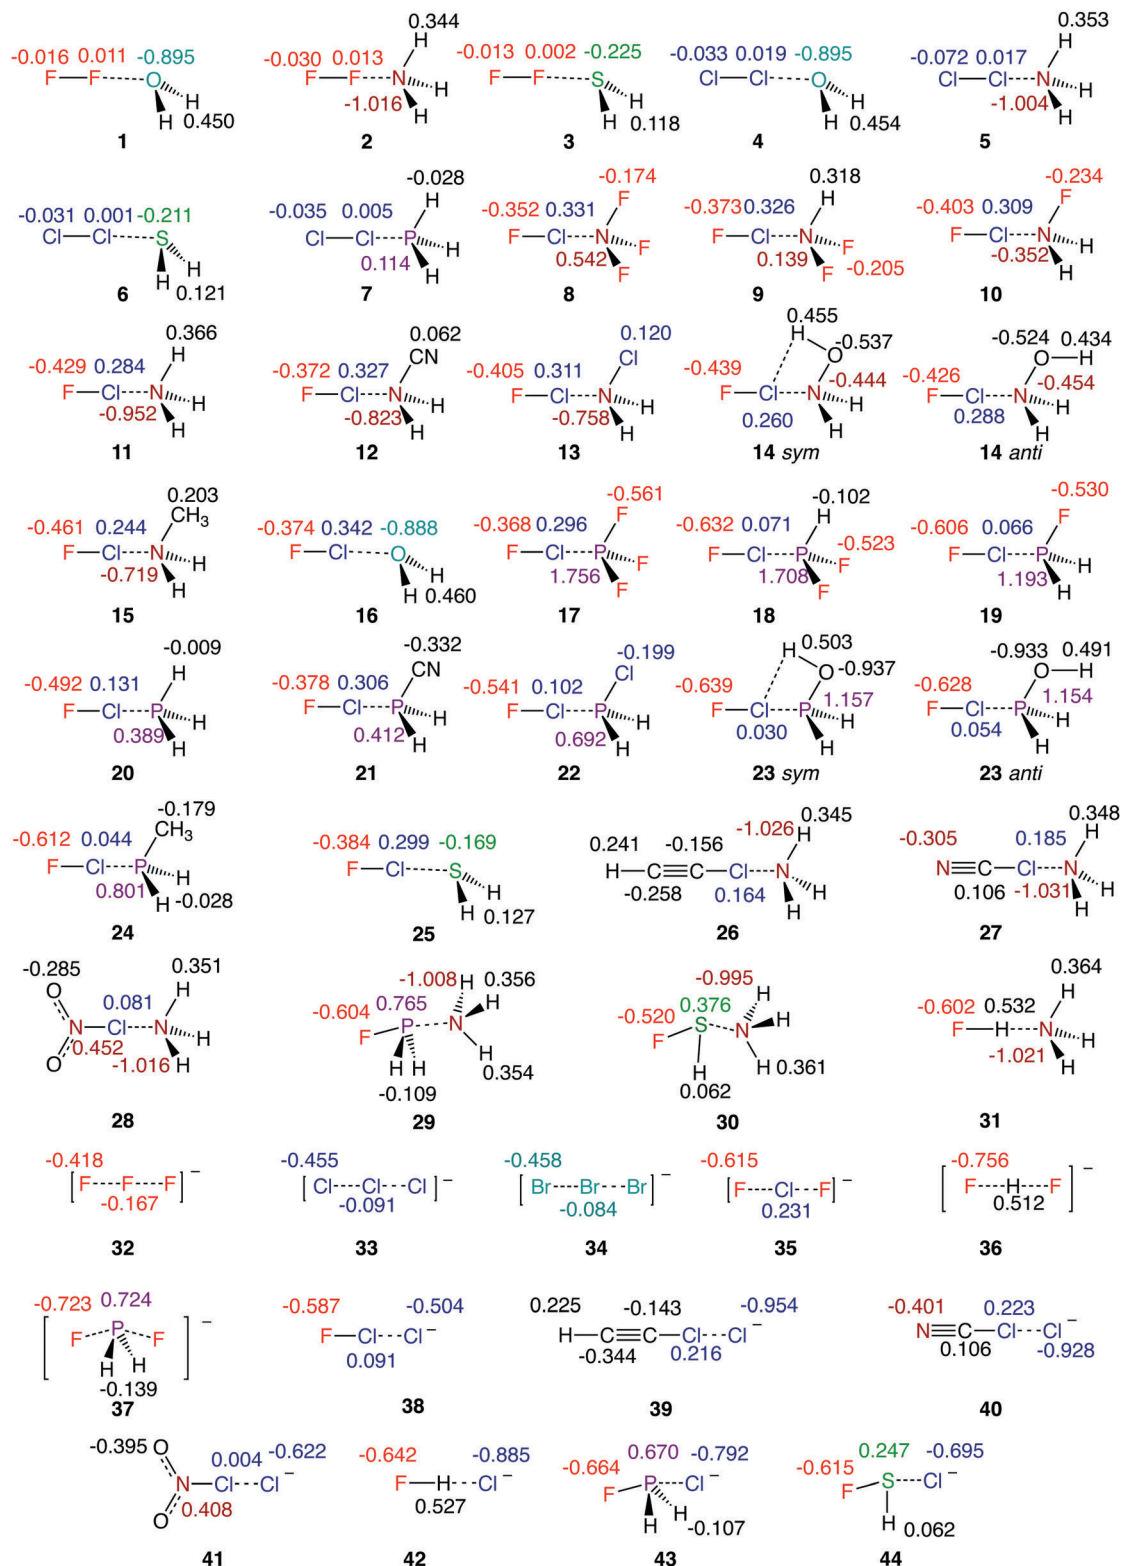 0.344
0.353
-0.016 0.011 -0.895
-0.030 0.013 H
-0.013 0.002 -0.225
-0.033 0.019 -0.895
-0.072 0.017 H
F F O
F F N H
F F S
Cl Cl O
Cl Cl N H
H H 0.450
-1.016 H
H H 0.118
H H 0.454
-1.004 H
1 2 3 4 5
-0.028
-0.174
0.318
-0.234
-0.031 0.001 -0.211
-0.035 0.005 H
-0.352 0.331 F
-0.373 0.326 H
-0.403 0.309 F
Cl Cl S
Cl Cl P H
F Cl N F
F Cl N F
F Cl N H
H H 0.121
0.114 H
0.542 F
0.139 F -0.205
-0.352 H
6 7 8 9 10
0.366
0.062
0.120
0.455
-0.524 0.434
-0.429 0.284 H
-0.372 0.327 CN
-0.405 0.311 Cl
-0.439 H O -0.537
-0.426 O H
F Cl N H
F Cl N H
F Cl N H
F Cl N -0.444 H
F Cl N -0.454 H
-0.952 H
-0.823 H
-0.758 H
0.260 H
0.288 H
11 12 13 14 sym 14 anti
0.203
-0.561
-0.102
-0.530
-0.461 0.244 CH3
-0.374 0.342 -0.888
-0.368 0.296 F
-0.632 0.071 H
-0.606 0.066 F
F Cl N H
F Cl O
F Cl P F
F Cl P F -0.523
F Cl P H
-0.719 H
H H 0.460
1.756 F
1.708 F
1.193 H
15 16 17 18 19
-0.009
-0.332
-0.199
0.503
-0.933 0.491
-0.492 0.131 H
-0.378 0.306 CN
-0.541 0.102 Cl
-0.639 H O -0.937
-0.628 O H
F Cl P H
F Cl P H
F Cl P H
F Cl P 1.157 H
F Cl P 1.154 H
0.389 H
0.412 H
0.692 H
0.030 H
0.054 H
20 21 22 23 sym 23 anti
-0.179
-0.612 0.044 CH3
-0.384 0.299 -0.169
0.241 -0.156 -1.026 H 0.345
-0.305 0.185 H 0.348
F Cl P H
F Cl S
H C C Cl N H
N C Cl N H
0.801 H -0.028
H H 0.127
-0.258 0.164 H
0.106 -1.031 H
24 25 26 27
-0.285 0.351
-1.008 H 0.356
-0.995
0.364
O 0.081 H
-0.604 0.765 H
-0.520 0.376 H
-0.602 0.532 H
N Cl N H
F P N
F S N H
F H N H
O 0.452 -1.016 H
H H H 0.354
H H 0.361
-1.021 H
-0.109
0.062
28 29 30 31
-0.418
-0.455
-0.458
-0.615
-0.756
[F F F]−
[Cl Cl Cl]−
[Br Br Br]−
[F Cl F]−
[F H F]−
-0.167
-0.091
-0.084
0.231
0.512
32 33 34 35 36
-0.723 0.724
-0.587 -0.504
0.225 -0.143 -0.954
-0.401 0.223
[F P F]−
F Cl Cl−
H C C Cl Cl−
N C Cl Cl−
H H
0.091
-0.344 0.216
0.106 -0.928
-0.139
37 38 39 40
-0.395 O 0.004 -0.622
-0.642 -0.885
0.670 -0.792
0.247 -0.695
N Cl Cl−
F H Cl−
-0.664 F P Cl−
-0.615 F S Cl−
O 0.408
0.527
H H -0.107
H 0.062
41 42 43 44